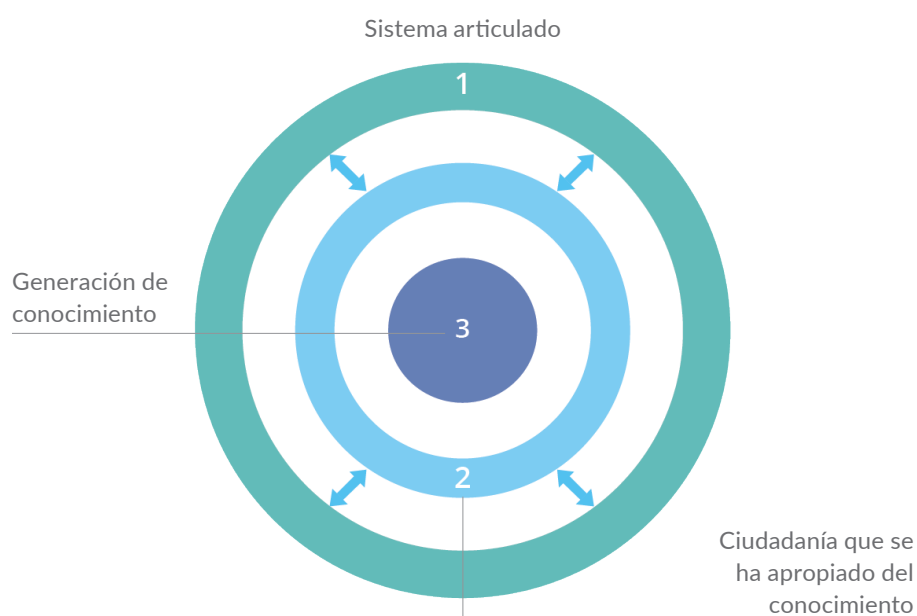 Sistema articulado
1
Generación de
conocimiento
3
2
Ciudadanía que se
ha apropiado del
conocimiento